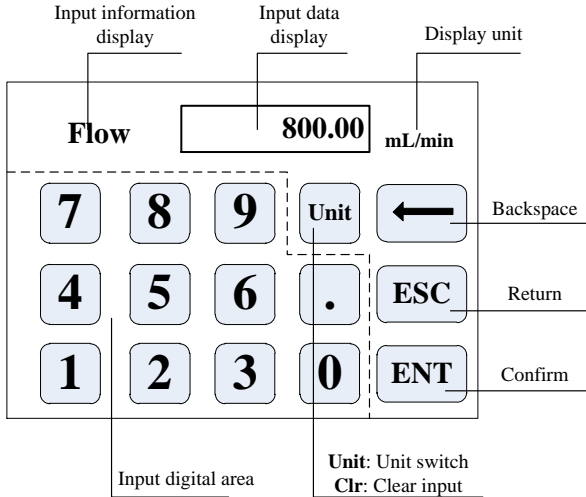 Input information
display
Input data
display
Display unit
Flow
800.00
mL/min
7 8 9 Unit
Backspace
4 5 6 . ESC
Return
1 2 3 0 ENT
Confirm
Input digital area
Unit: Unit switch
Clr: Clear input